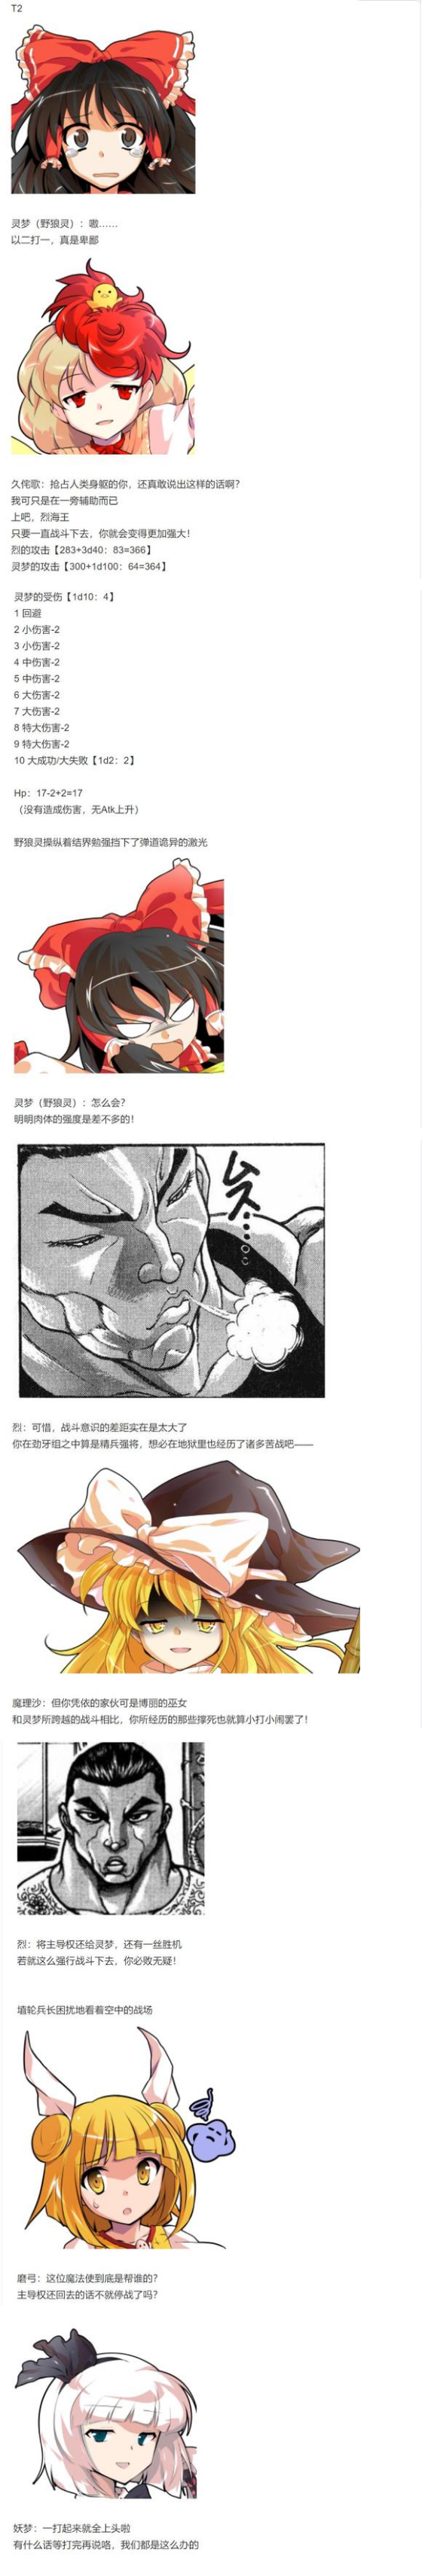 T2
灵梦（野狼灵）：嗷……
以二打一，真是卑鄙
久侘歌：抢占人类身躯的你，还真敢说出这样的话啊？
我可只是在一旁辅助而已
上吧，烈海王
只要一直战斗下去，你就会变得更加强大！
烈的攻击【283+3d40：83=366】
灵梦的攻击【300+1d100：64=364】
灵梦的受伤【1d10：4】
1 回避
2 小伤害-2
3 小伤害-2
4 中伤害-2
5 中伤害-2
6 大伤害-2
7 大伤害-2
8 特大伤害-2
9 特大伤害-2
10 大成功/大失败【1d2：2】
Hp：17-2+2=17
（没有造成伤害，无Atk上升）
野狼灵操纵着结界勉强挡下了弹道诡异的激光
灵梦（野狼灵）：怎么会？
明明肉体的强度是差不多的！
ムス…
烈：可惜，战斗意识的差距实在是太大了
你在劲牙组之中算是精兵强将，想必在地狱里也经历了诸多苦战吧——
魔理沙：但你凭依的家伙可是博丽的巫女
和灵梦所跨越的战斗相比，你所经历的那些撑死也就算小打小闹罢了！
烈：将主导权还给灵梦，还有一丝胜机
若就这么强行战斗下去，你必败无疑！
埴轮兵长困扰地看着空中的战场
磨弓：这位魔法使到底是帮谁的？
主导权还回去的话不就停战了吗？
妖梦：一打起来就全上头啦
有什么话等打完再说咯，我们都是这么办的